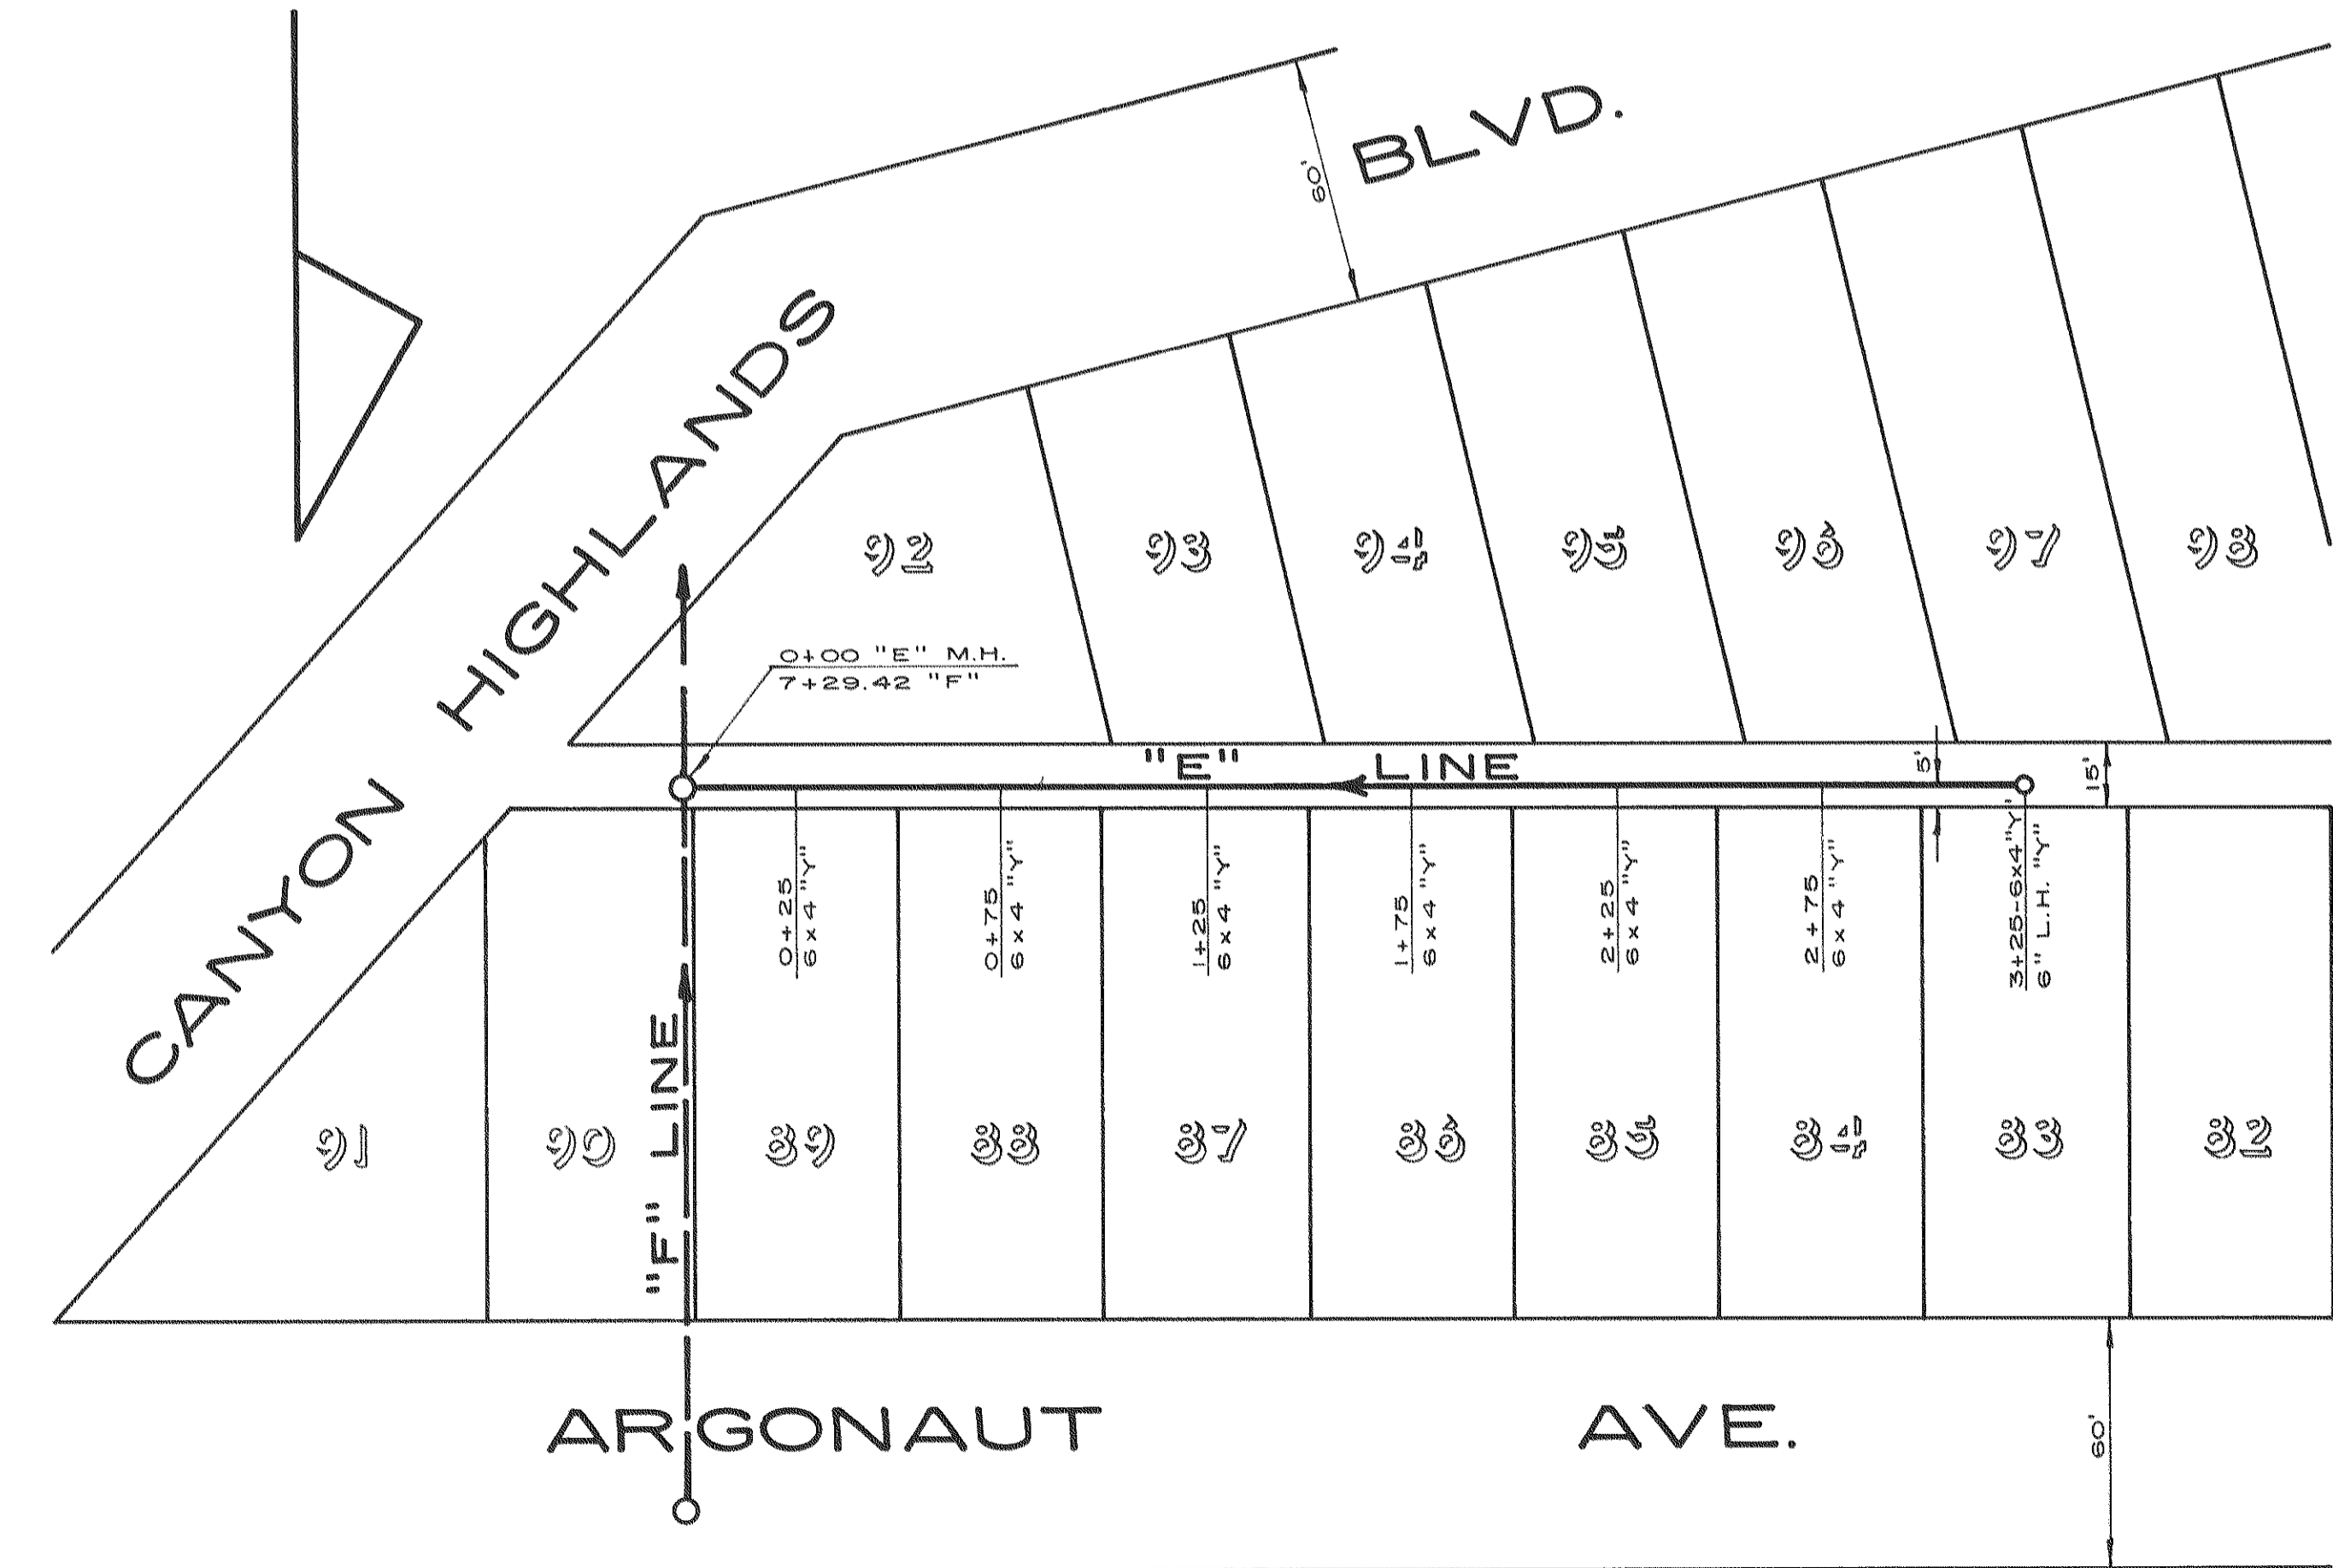 BLVD.
60'
CANYON HIGHLANDS
92
93
94
95
96
97
98
0+00 "E" M.H.
7+29.42 "F"
"E" LINE
5'
15'
0+25
6x4 "Y"
0+75
6x4 "Y"
1+25
6x4 "Y"
1+75
6x4 "Y"
2+25
6x4 "Y"
2+75
6x4 "Y"
3+25-6x4"Y"
6" L.H. "Y"
"F" LINE
91
90
89
88
87
86
85
84
83
82
ARGONAUT AVE.
60'